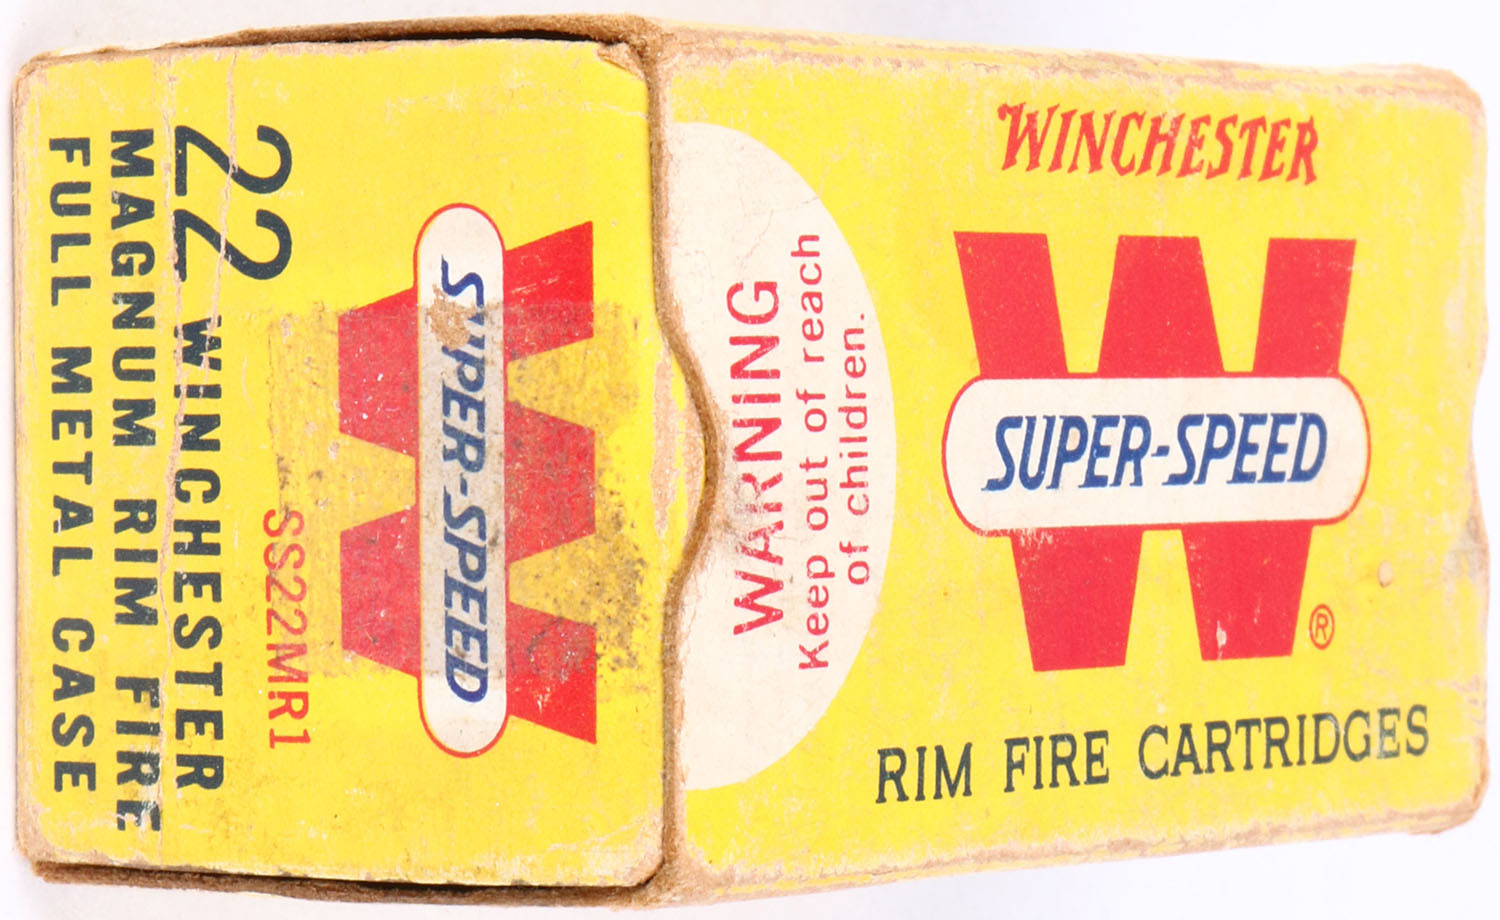 WINCHESTER
SUPER-SPEED
®
RIM FIRE CARTRIDGES
WARNING
Keep out of reach
of children.
SUPER-SPEED
SS22MR1
22 WINCHESTER
MAGNUM RIM FIRE
FULL METAL CASE